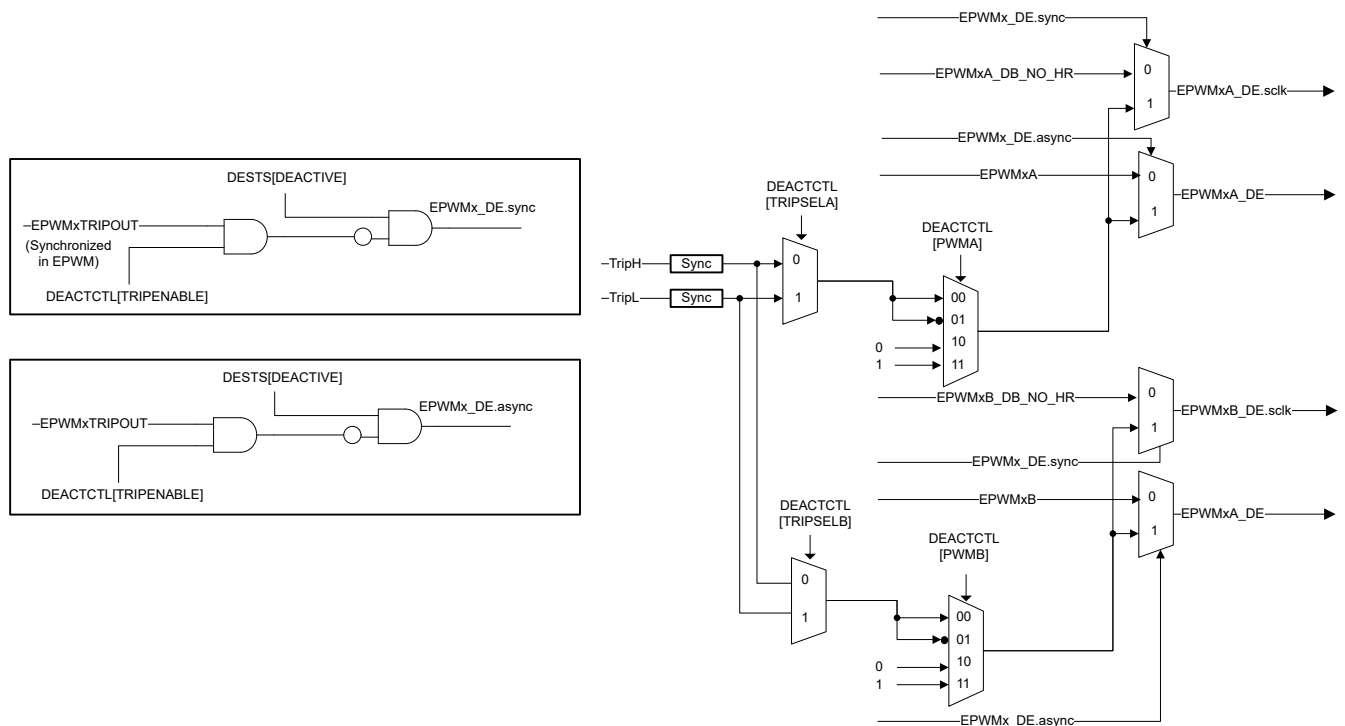 DESTS[DEACTIVE]
EPWMx_DE.sync
EPWMxTRIPOUT
(Synchronized
in EPWM)
DEACTCTL[TRIPENABLE]
DESTS[DEACTIVE]
EPWMx_DE.async
EPWMxTRIPOUT
DEACTCTL[TRIPENABLE]
TripH
Sync
TripL
Sync
DEACTCTL
[TRIPSELA]
0
1
DEACTCTL
[PWMA]
00
01
10
11
0
1
EPWMx_DE.sync
EPWMxA_DB_NO_HR
0
1
EPWMxA_DE.sclk
EPWMx_DE.async
EPWMxA
0
1
EPWMxA_DE
DEACTCTL
[TRIPSELB]
0
1
DEACTCTL
[PWMB]
00
01
10
11
0
1
EPWMxB_DB_NO_HR
0
1
EPWMxB_DE.sclk
EPWMx_DE.sync
EPWMxB
0
1
EPWMxA_DE
EPWMx_DE.async